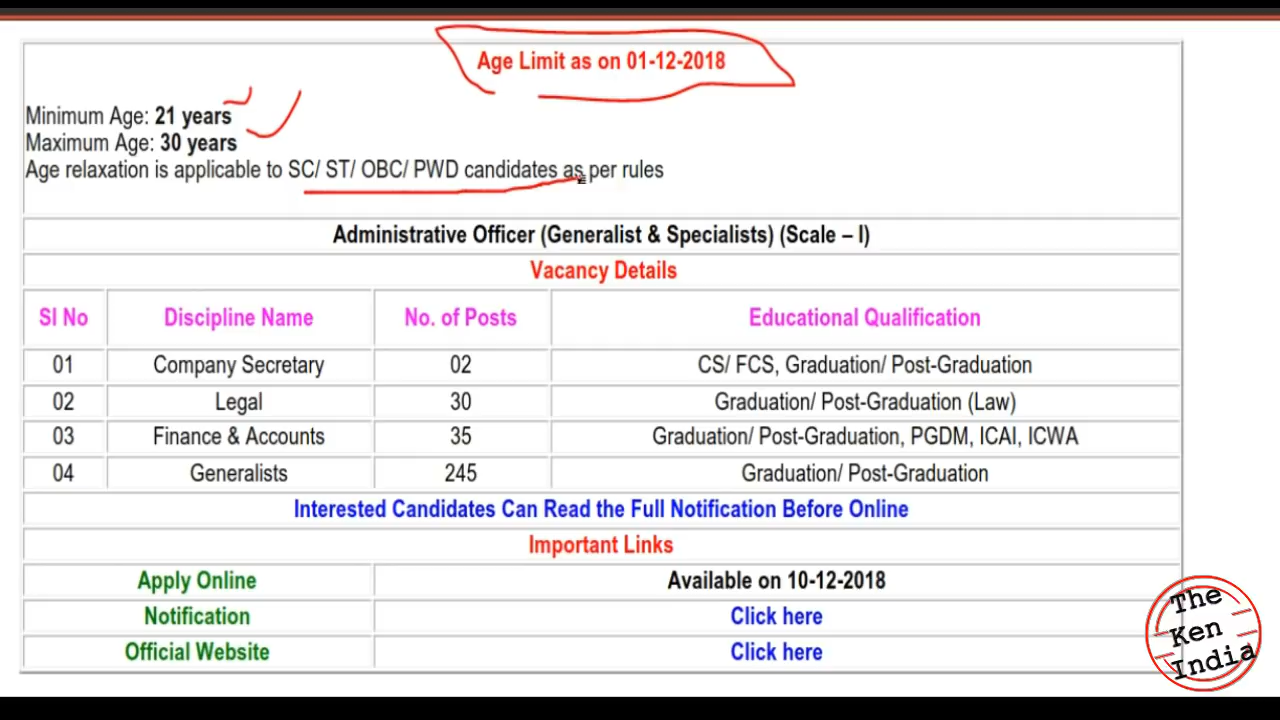 Age Limit as on 01-12-2018
Minimum Age: 21 years
Maximum Age: 30 years
Age relaxation is applicable to SC/ ST/ OBC/ PWD candidates as per rules
Administrative Officer (Generalist & Specialists) (Scale – I)
Vacancy Details
SI No Discipline Name No. of Posts Educational Qualification
01 Company Secretary 02 CS/ FCS, Graduation/ Post-Graduation
02 Legal 30 Graduation/ Post-Graduation (Law)
03 Finance & Accounts 35 Graduation/ Post-Graduation, PGDM, ICAI, ICWA
04 Generalists 245 Graduation/ Post-Graduation
Interested Candidates Can Read the Full Notification Before Online
Important Links
Apply Online Available on 10-12-2018
Notification Click here
Official Website Click here
The
Ken
India